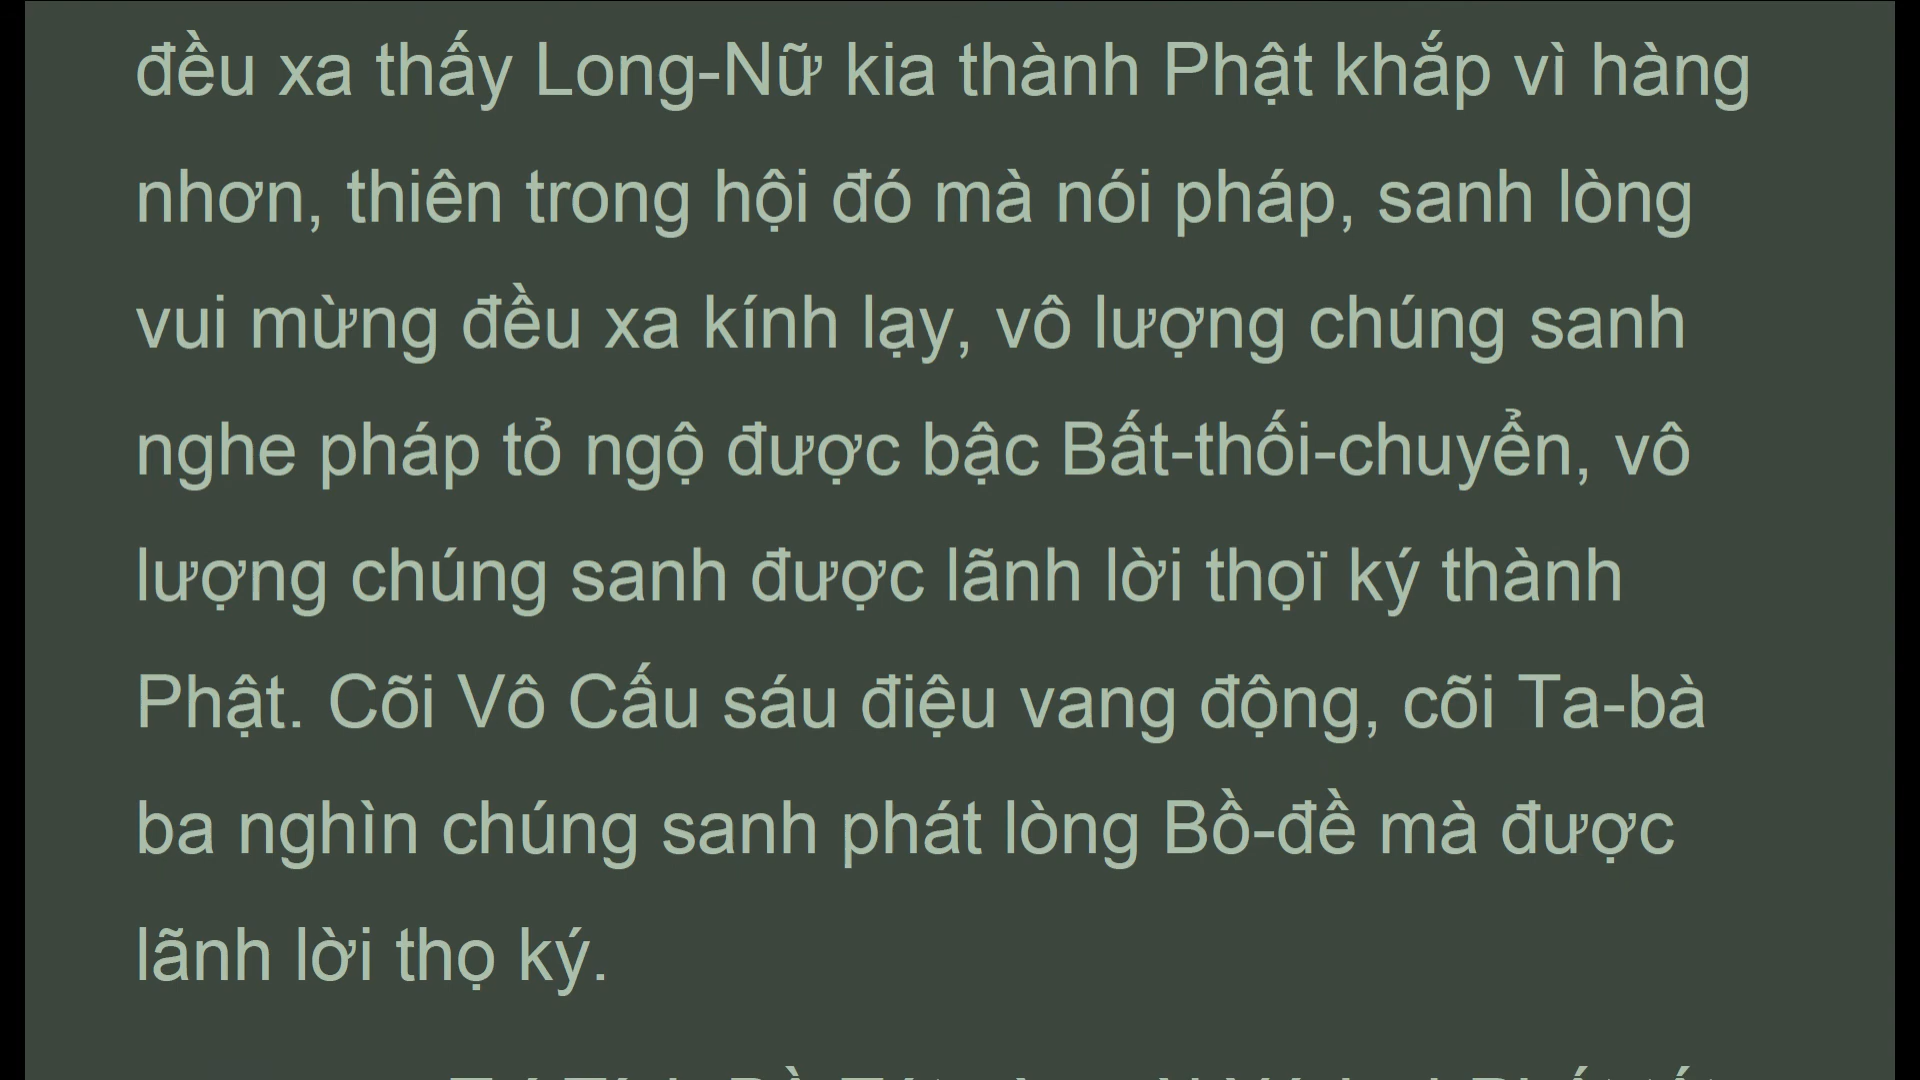 đều xa thấy Long-Nữ kia thành Phật khắp vì hàng
nhơn, thiên trong hội đó mà nói pháp, sanh lòng
vui mừng đều xa kính lạy, vô lượng chúng sanh
nghe pháp tỏ ngộ được bậc Bất-thối-chuyển, vô
lượng chúng sanh được lãnh lời thọï ký thành
Phật. Cõi Vô Cấu sáu điệu vang động, cõi Ta-bà
ba nghìn chúng sanh phát lòng Bồ-đề mà được
lãnh lời thọ ký.